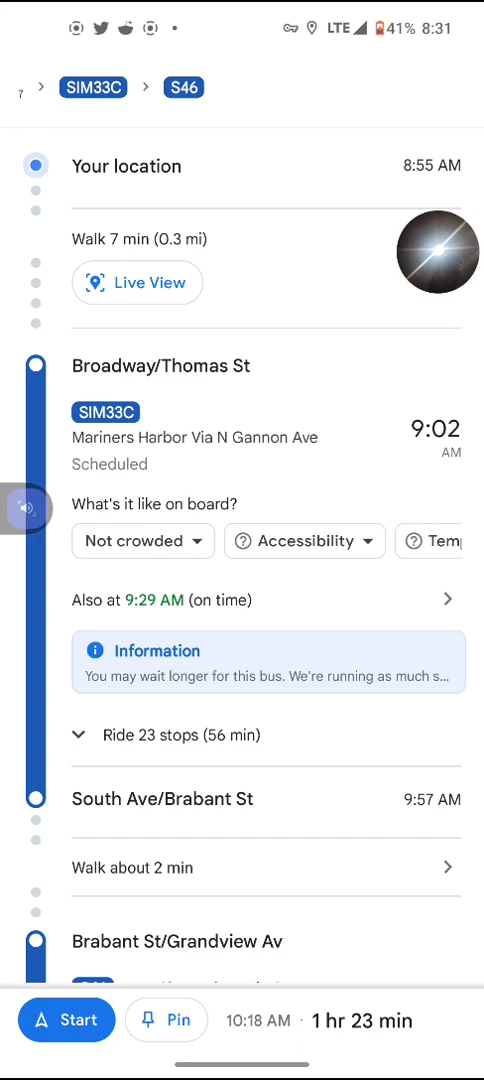 LTE 41% 8:31
7 > SIM33C > S46
Your location 8:55 AM
Walk 7 min (0.3 mi)
Live View
Broadway/Thomas St
SIM33C
Mariners Harbor Via N Gannon Ave 9:02
AM
Scheduled
What's it like on board?
Not crowded Accessibility Temp
Also at 9:29 AM (on time)
Information
You may wait longer for this bus. We're running as much s...
Ride 23 stops (56 min)
South Ave/Brabant St 9:57 AM
Walk about 2 min
Brabant St/Grandview Av
Start Pin 10:18 AM · 1 hr 23 min